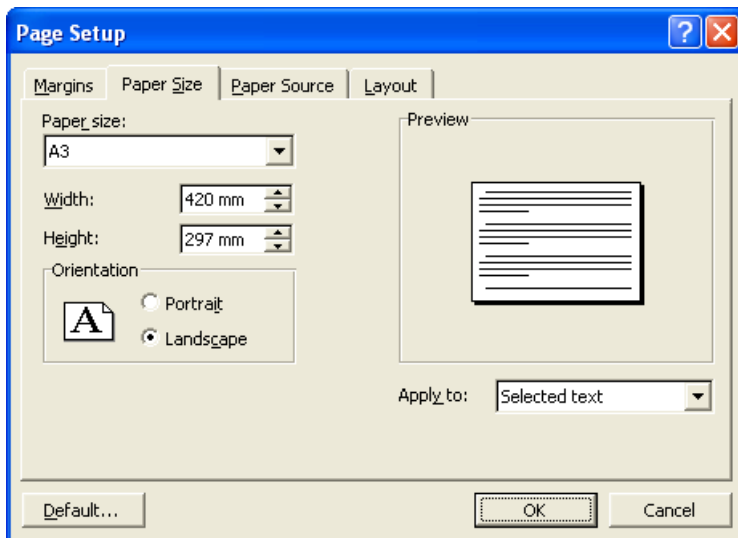 Page Setup
Margins
Paper Size
Paper Source
Layout
Paper size:
A3
Width:
420 mm
Height:
297 mm
Orientation
A
Portrait
Landscape
Preview
Apply to:
Selected text
Default...
OK
Cancel